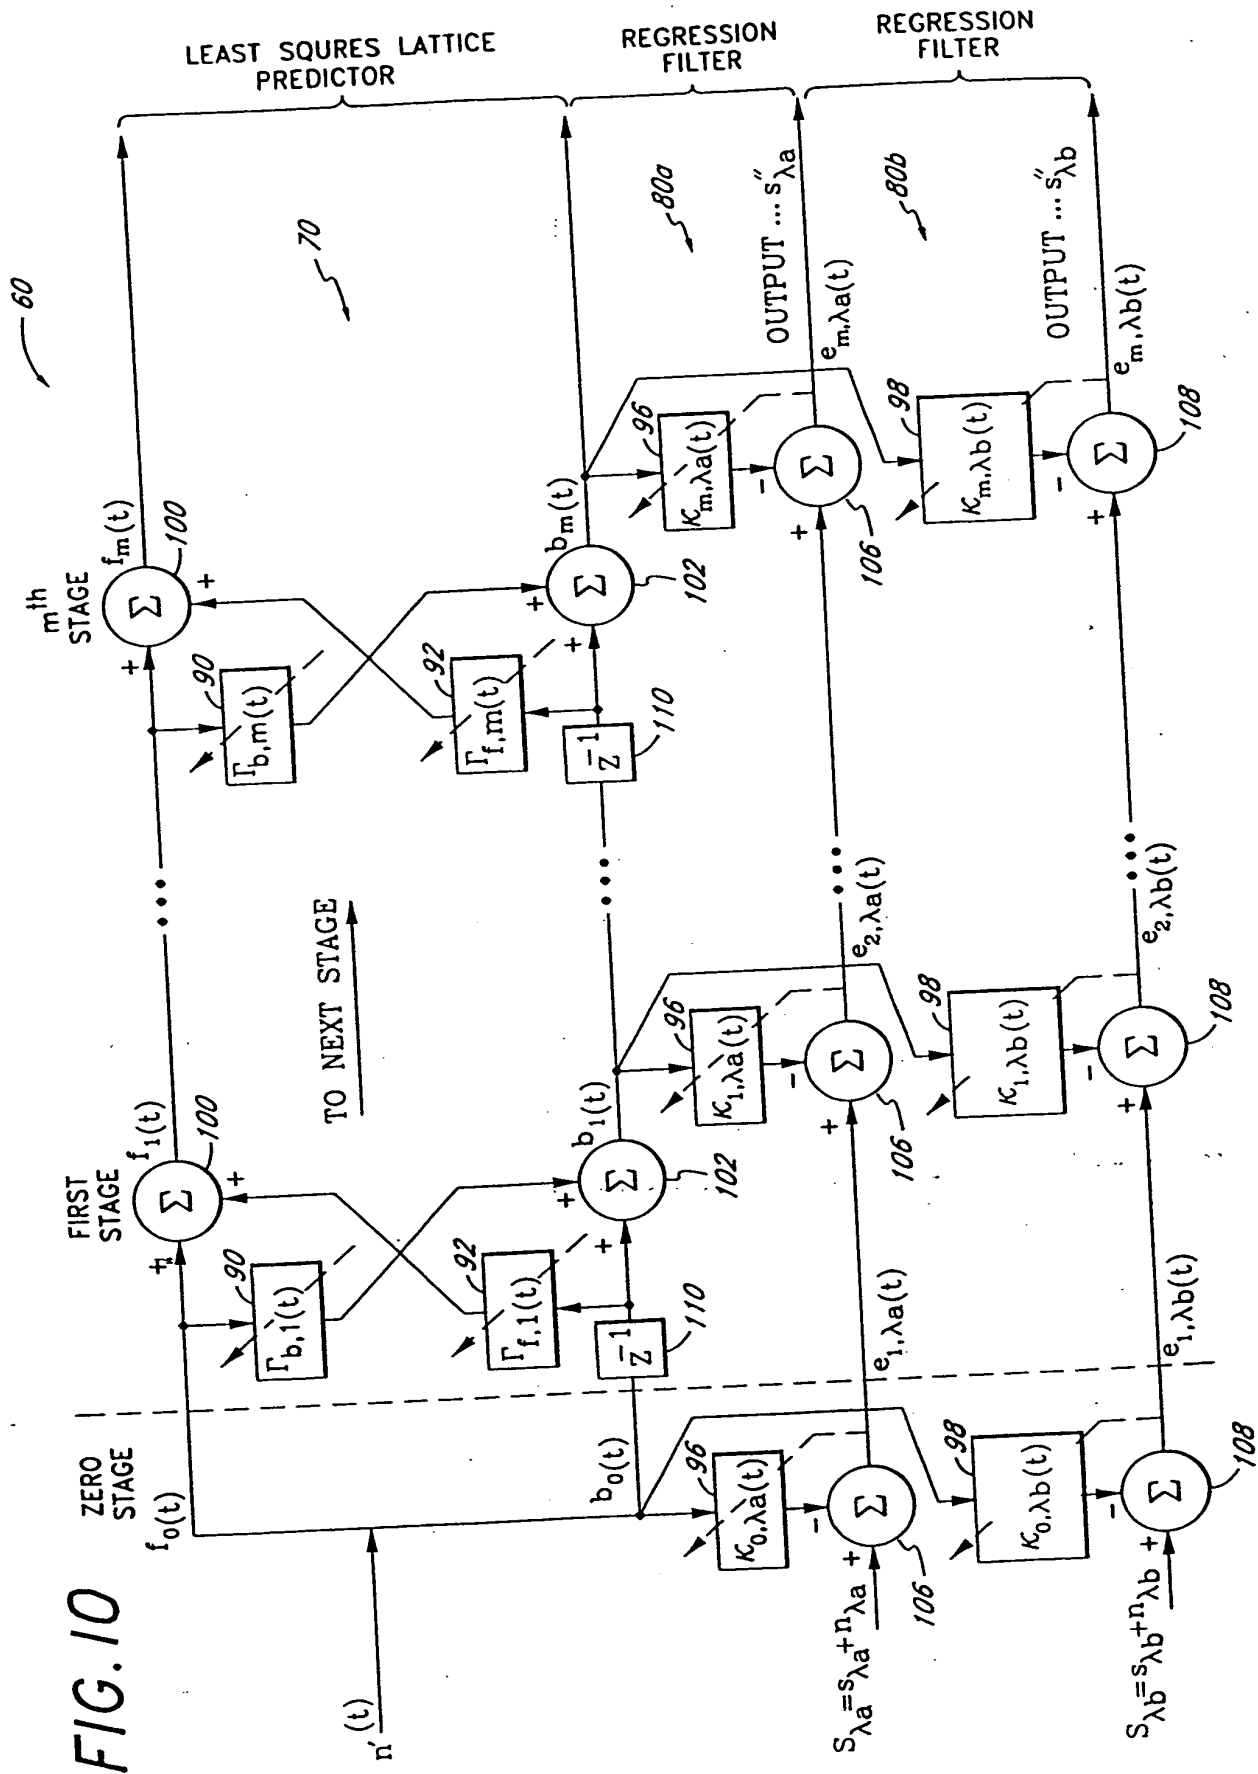 FIG. 10
60
LEAST SQURES LATTICE
PREDICTOR
REGRESSION
FILTER
REGRESSION
FILTER
70
80a
80b
ZERO
STAGE
FIRST
STAGE
mth
STAGE
f0(t)
f1(t)
fm(t)
100
100
+
+
+
+
90
Γb,1(t)
90
Γb,m(t)
92
Γf,1(t)
92
Γf,m(t)
Σ
Σ
TO NEXT STAGE
n′(t)
b0(t)
b1(t)
bm(t)
z−1
110
z−1
110
+
+
+
+
Σ
102
Σ
102
96
κ0,λa(t)
96
κ1,λa(t)
96
κm,λa(t)
Sλa=sλa+nλa
+
−
Σ
106
e1,λa(t)
+
−
Σ
106
e2,λa(t)
+
−
Σ
106
em,λa(t)
OUTPUT ... s″λa
98
κ0,λb(t)
98
κ1,λb(t)
98
κm,λb(t)
Sλb=sλb+nλb
+
−
Σ
108
e1,λb(t)
+
−
Σ
108
e2,λb(t)
+
−
Σ
108
em,λb(t)
OUTPUT ... s″λb